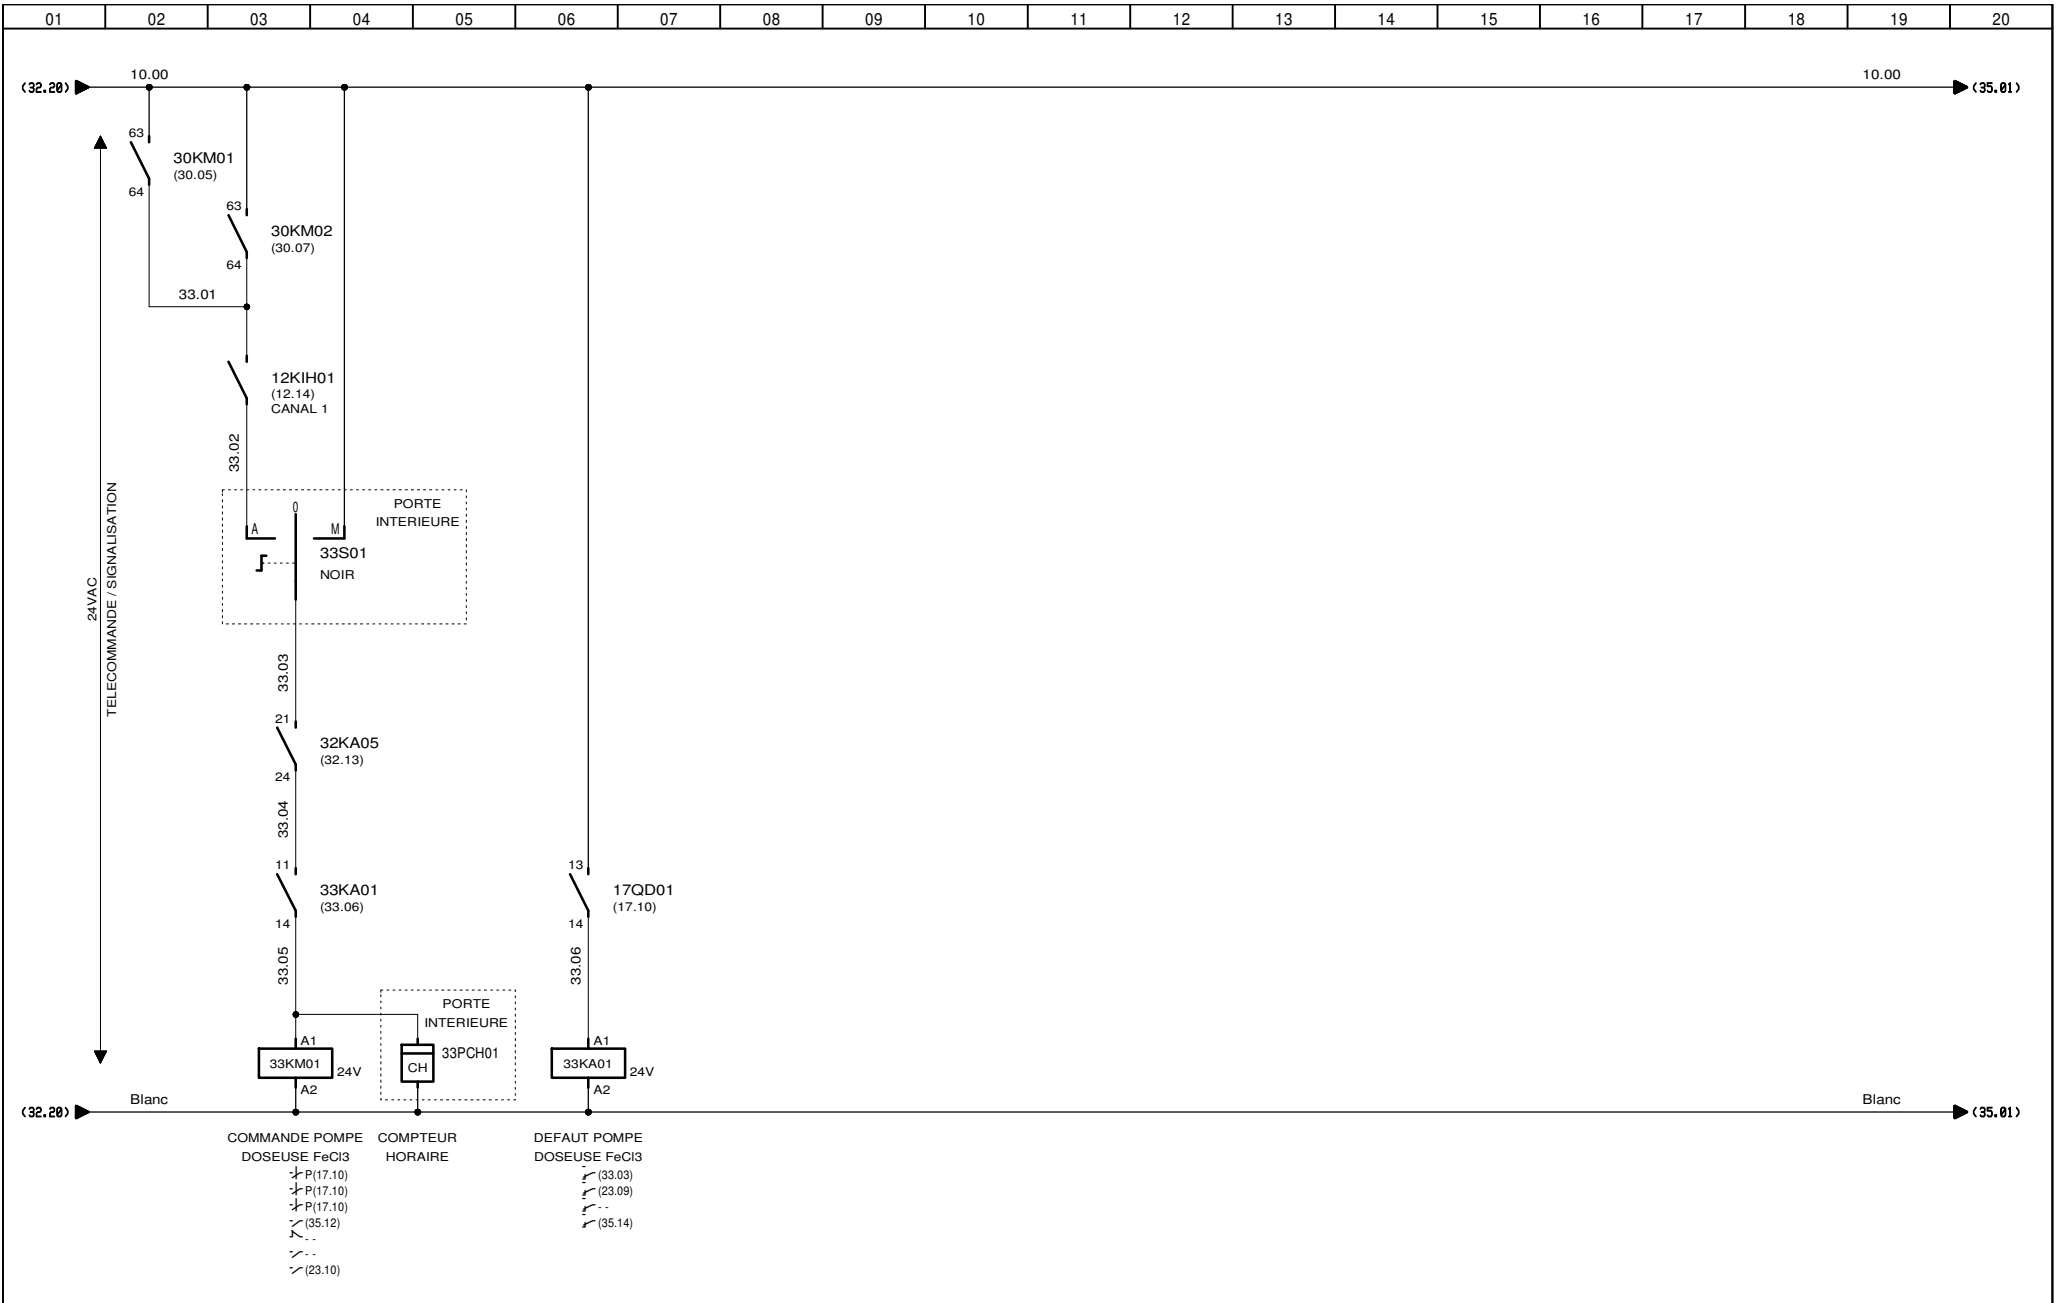 01 02 03 04 05 06 07 08 09 10 11 12 13 14 15 16 17 18 19 20
10.00 10.00
(32.20) (35.01)
63
30KM01
(30.05)
64
63
30KM02
(30.07)
64
33.01
12KIH01
(12.14)
CANAL 1
33.02
24VAC
TELECOMMANDE / SIGNALISATION
PORTE
INTERIEURE
0
A M
33S01
NOIR
33.03
21
32KA05
(32.13)
24
33.04
11
33KA01
(33.06)
14
33.05
13
17QD01
(17.10)
14
33.06
PORTE
INTERIEURE
A1
33KM01 24V
A2
33PCH01
CH
A1
33KA01 24V
A2
Blanc Blanc
(32.20) (35.01)
COMMANDE POMPE
DOSEUSE FeCl3
P(17.10)
P(17.10)
P(17.10)
(35.12)
- -
- -
(23.10)
COMPTEUR
HORAIRE
DEFAUT POMPE
DOSEUSE FeCl3
(33.03)
(23.09)
- -
(35.14)